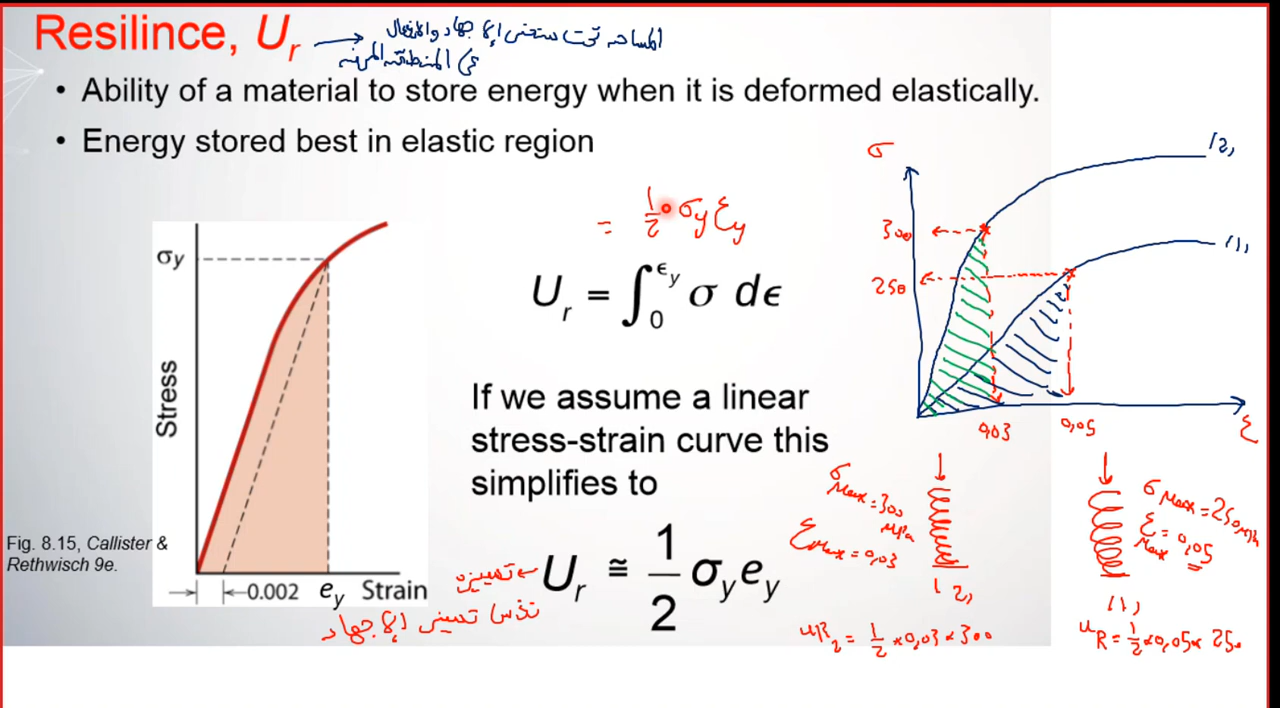 Resilince, Ur → المساحه تحت منحنى الإجهاد والانفعال
في المنطقة المرنه
• Ability of a material to store energy when it is deformed elastically.
• Energy stored best in elastic region
= 1/2 • σy εy
Ur = ∫0^ϵy σ dϵ
If we assume a linear
stress-strain curve this
simplifies to
Ur ≅ 1/2 σy ey
σy
Stress
0.002
ey
Strain
Fig. 8.15, Callister &
Rethwisch 9e.
الإجهاد
σ
300
250
0,03
0,05
ε
(2)
(1)
σMax = 300
MPa
εMax = 0,03
(2)
uR2 = 1/2 × 0,03 × 300
σMax = 250 MPa
εMax = 0,05
(1)
uR = 1/2 × 0,05 × 250